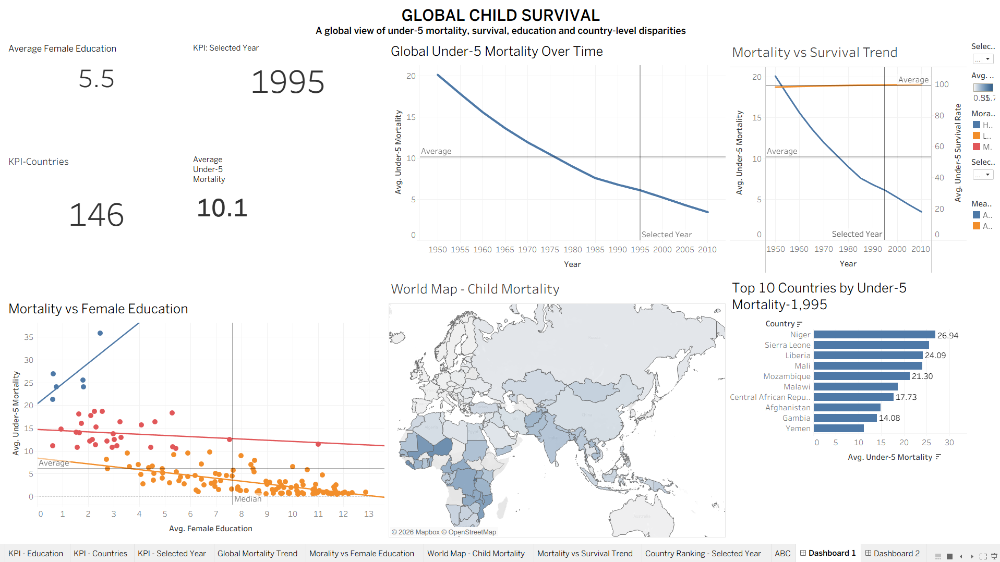 GLOBAL CHILD SURVIVAL
A global view of under-5 mortality, survival, education and country-level disparities
Average Female Education
5.5
KPI: Selected Year
1995
KPI-Countries
146
Average
Under-5
Mortality
10.1
Global Under-5 Mortality Over Time
Avg. Under-5 Mortality
20
15
10
5
0
Average
Selected Year
1950 1955 1960 1965 1970 1975 1980 1985 1990 1995 2000 2005 2010
Year
Mortality vs Survival Trend
Avg. Under-5 Mortality
20
15
10
5
0
Average
Average
Selected Year
100
80
60
40
20
0
Avg. Under-5 Survival Rate
1950 1960 1970 1980 1990 2000 2010
Year
Selec..
...
Avg. ..
Mora..
H..
L..
M.
Selec..
...
Mea..
A..
A..
Mortality vs Female Education
Avg. Under-5 Mortality
35
30
25
20
15
10
5
0
Average
Median
0 1 2 3 4 5 6 7 8 9 10 11 12 13
Avg. Female Education
World Map - Child Mortality
Russia
China
India
Iran
Algeria
Egypt
Australia
© 2026 Mapbox © OpenStreetMap
Top 10 Countries by Under-5
Mortality-1,995
Country
Niger 26.94
Sierra Leone
Liberia 24.09
Mali
Mozambique 21.30
Malawi
Central African Repu.. 17.73
Afghanistan
Gambia 14.08
Yemen
0 5 10 15 20 25 30
Avg. Under-5 Mortality
KPI - Education
KPI - Countries
KPI - Selected Year
Global Mortality Trend
Morality vs Female Education
World Map - Child Mortality
Mortality vs Survival Trend
Country Ranking - Selected Year
ABC
Dashboard 1
Dashboard 2